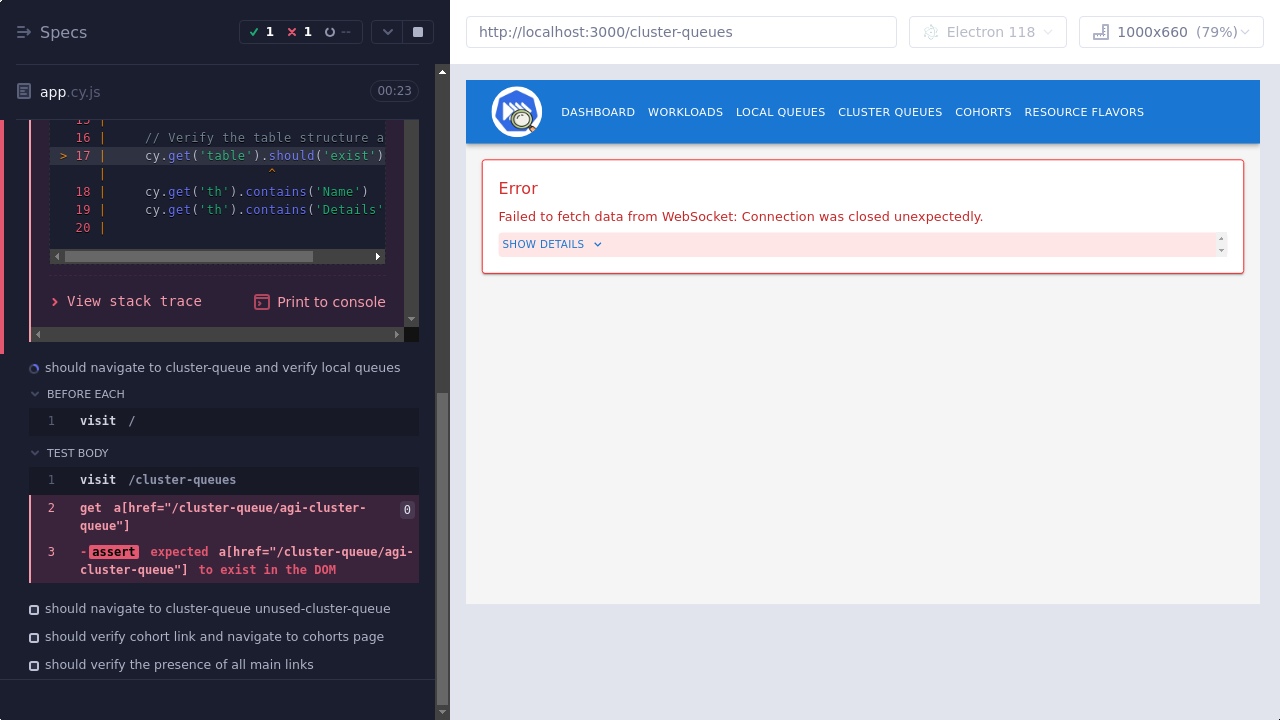 Specs
1
1
--
app.cy.js
00:23
15 |
16 | // Verify the table structure a
> 17 | cy.get('table').should('exist')
| ^
18 | cy.get('th').contains('Name')
19 | cy.get('th').contains('Details'
20 |
View stack trace
Print to console
should navigate to cluster-queue and verify local queues
BEFORE EACH
1 visit /
TEST BODY
1 visit /cluster-queues
2 get a[href="/cluster-queue/agi-cluster-
queue"]
0
3 -assert expected a[href="/cluster-queue/agi-
cluster-queue"] to exist in the DOM
should navigate to cluster-queue unused-cluster-queue
should verify cohort link and navigate to cohorts page
should verify the presence of all main links
http://localhost:3000/cluster-queues
Electron 118
1000x660 (79%)
DASHBOARD WORKLOADS LOCAL QUEUES CLUSTER QUEUES COHORTS RESOURCE FLAVORS
Error
Failed to fetch data from WebSocket: Connection was closed unexpectedly.
SHOW DETAILS